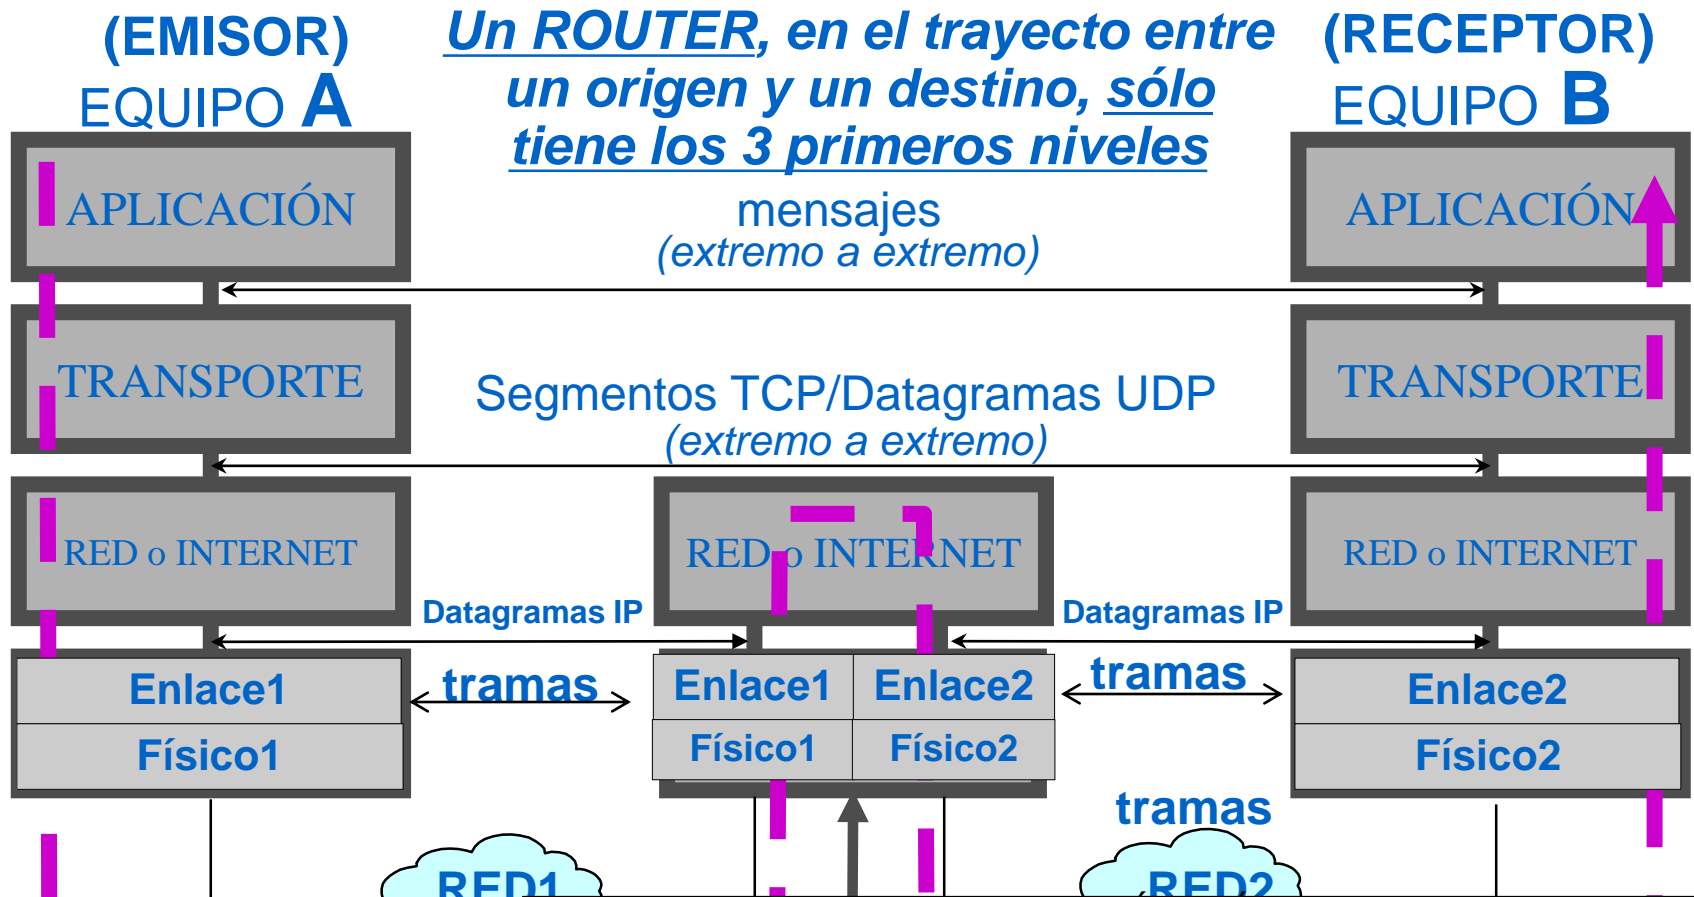 (EMISOR)
EQUIPO A
Un ROUTER, en el trayecto entre
un origen y un destino, sólo
tiene los 3 primeros niveles
(RECEPTOR)
EQUIPO B
APLICACIÓN
mensajes
(extremo a extremo)
APLICACIÓN
TRANSPORTE
Segmentos TCP/Datagramas UDP
(extremo a extremo)
TRANSPORTE
RED o INTERNET
RED o INTERNET
RED o INTERNET
Datagramas IP
Datagramas IP
Enlace1
tramas
Enlace1
Enlace2
tramas
Enlace2
Físico1
Físico1
Físico2
Físico2
tramas
RED1
RED2